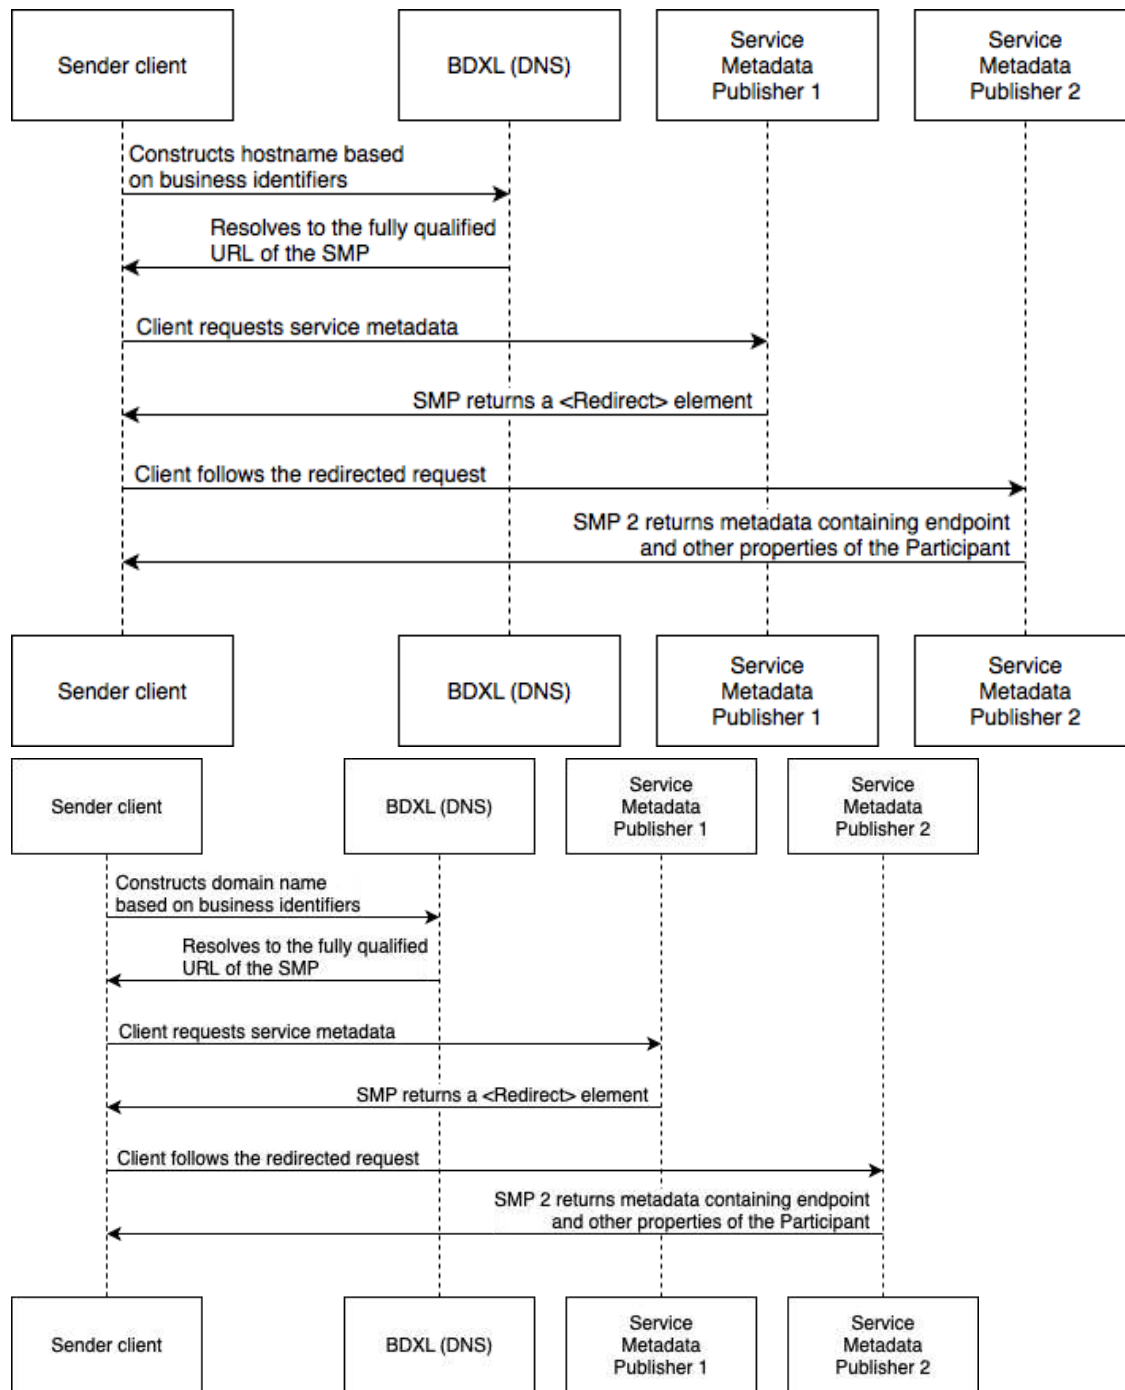 Sender client
BDXL (DNS)
Service
Metadata
Publisher 1
Service
Metadata
Publisher 2
Constructs hostname based
on business identifiers
Resolves to the fully qualified
URL of the SMP
Client requests service metadata
SMP returns a <Redirect> element
Client follows the redirected request
SMP 2 returns metadata containing endpoint
and other properties of the Participant
Sender client
BDXL (DNS)
Service
Metadata
Publisher 1
Service
Metadata
Publisher 2
Sender client
BDXL (DNS)
Service
Metadata
Publisher 1
Service
Metadata
Publisher 2
Constructs domain name
based on business identifiers
Resolves to the fully qualified
URL of the SMP
Client requests service metadata
SMP returns a <Redirect> element
Client follows the redirected request
SMP 2 returns metadata containing endpoint
and other properties of the Participant
Sender client
BDXL (DNS)
Service
Metadata
Publisher 1
Service
Metadata
Publisher 2